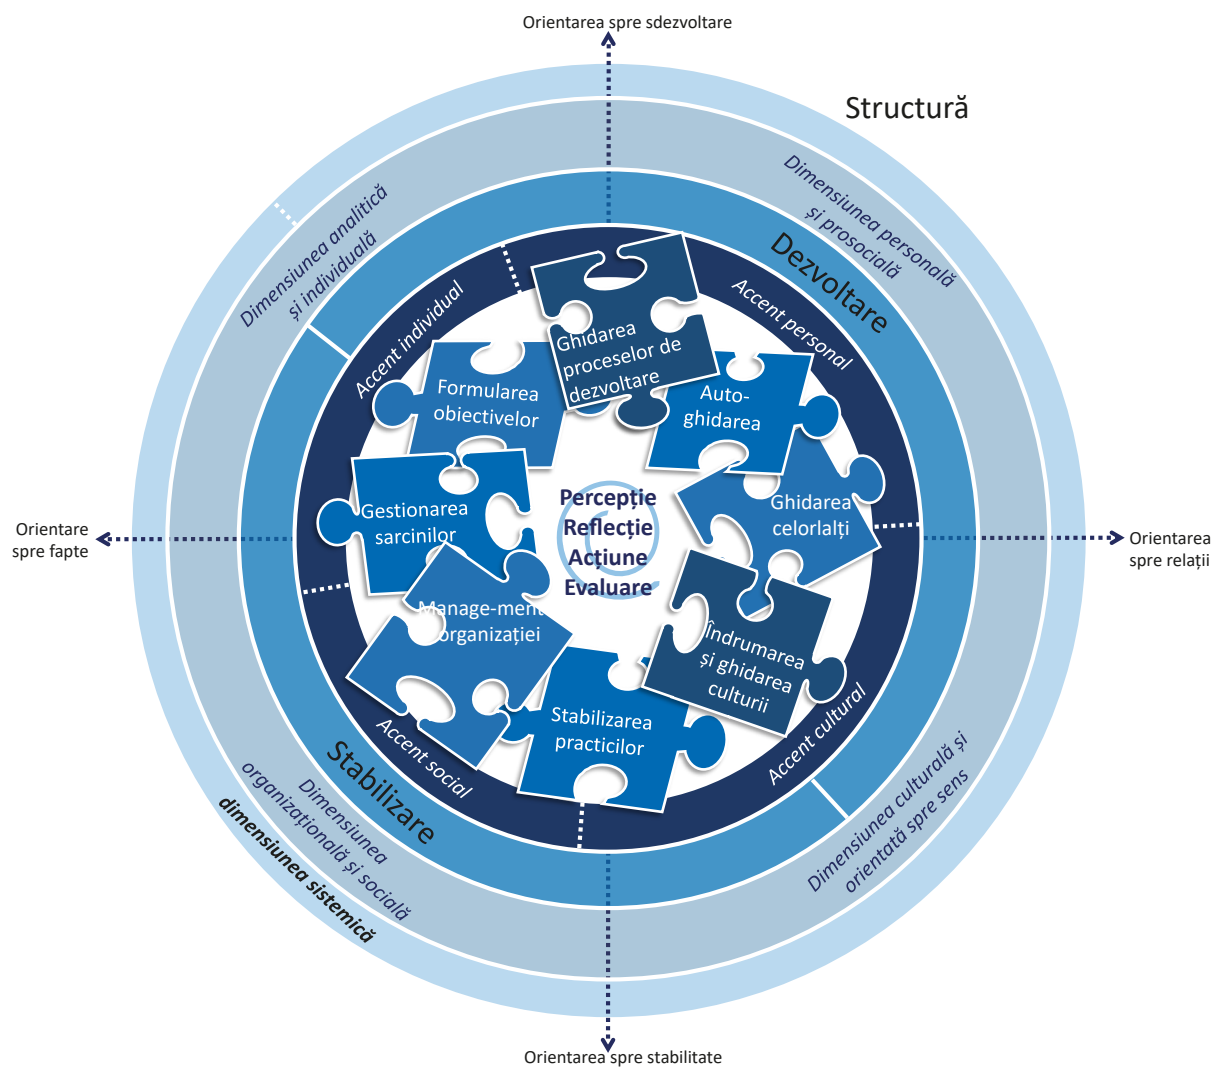 Orientarea spre sdezvoltare
Structură
Dimensiunea analitică
și individuală
Dimensiunea personală
și prosocială
Dezvoltare
Accent individual
Accent personal
Ghidarea
proceselor de
dezvoltare
Formularea
obiectivelor
Auto-
ghidarea
Gestionarea
sarcinilor
Ghidarea
celorlalți
Percepție
Reflecție
Acțiune
Evaluare
Orientare
spre fapte
Orientarea
spre relații
Manage-ment
organizației
Îndrumarea
și ghidarea
culturii
Stabilizarea
practicilor
Accent social
Accent cultural
Stabilizare
Dimensiunea
organizațională și socială
dimensiunea sistemică
Dimensiunea culturală și
orientată spre sens
Orientarea spre stabilitate